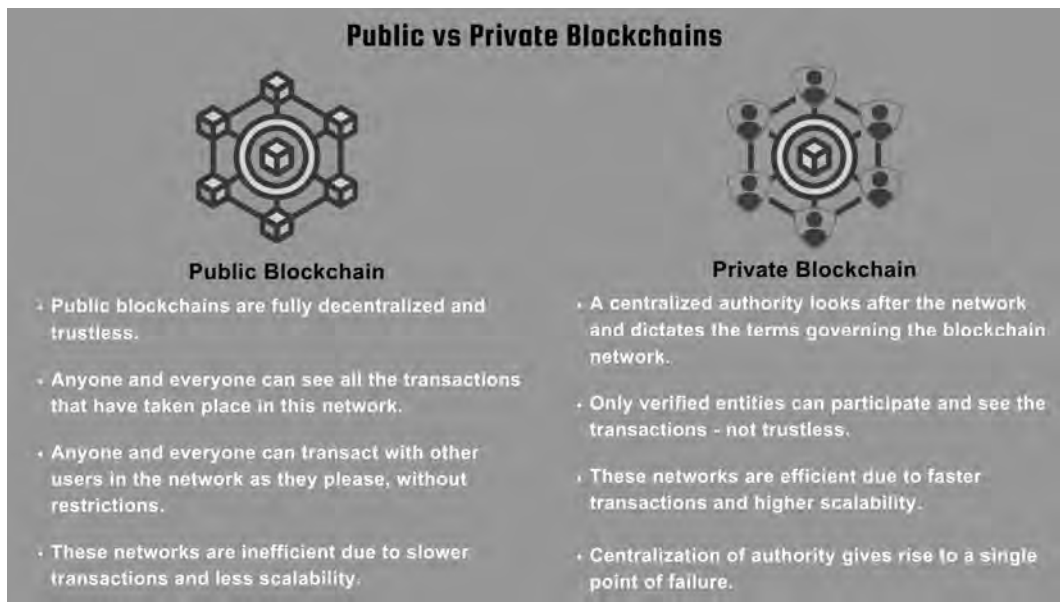 Public vs Private Blockchains
Public Blockchain
• Public blockchains are fully decentralized and
trustless.
• Anyone and everyone can see all the transactions
that have taken place in this network.
• Anyone and everyone can transact with other
users in the network as they please, without
restrictions.
• These networks are inefficient due to slower
transactions and less scalability.
Private Blockchain
• A centralized authority looks after the network
and dictates the terms governing the blockchain
network.
• Only verified entities can participate and see the
transactions - not trustless.
• These networks are efficient due to faster
transactions and higher scalability.
• Centralization of authority gives rise to a single
point of failure.